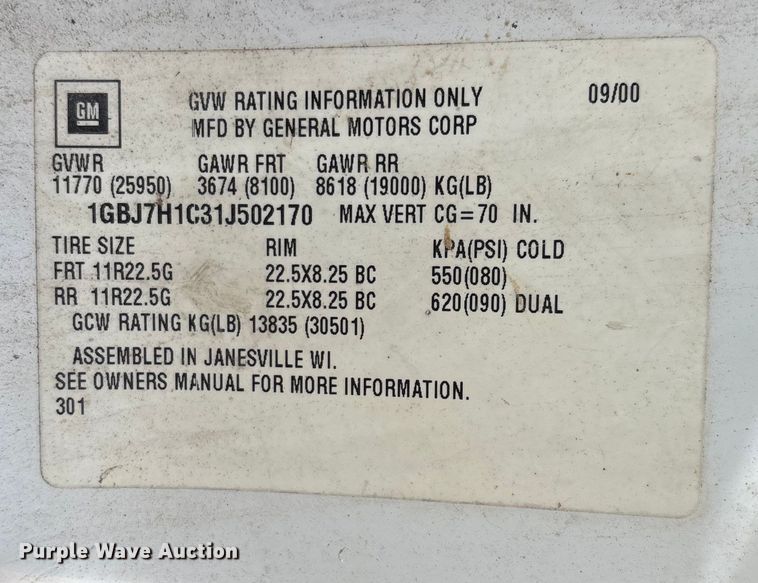 GM
GVW RATING INFORMATION ONLY 09/00
MFD BY GENERAL MOTORS CORP
GVWR GAWR FRT GAWR RR
11770 (25950) 3674 (8100) 8618 (19000) KG(LB)
1GBJ7H1C31J502170 MAX VERT CG=70 IN.
TIRE SIZE RIM KPA(PSI) COLD
FRT 11R22.5G 22.5X8.25 BC 550(080)
RR 11R22.5G 22.5X8.25 BC 620(090) DUAL
GCW RATING KG(LB) 13835 (30501)
ASSEMBLED IN JANESVILLE WI.
SEE OWNERS MANUAL FOR MORE INFORMATION.
301
Purple Wave Auction